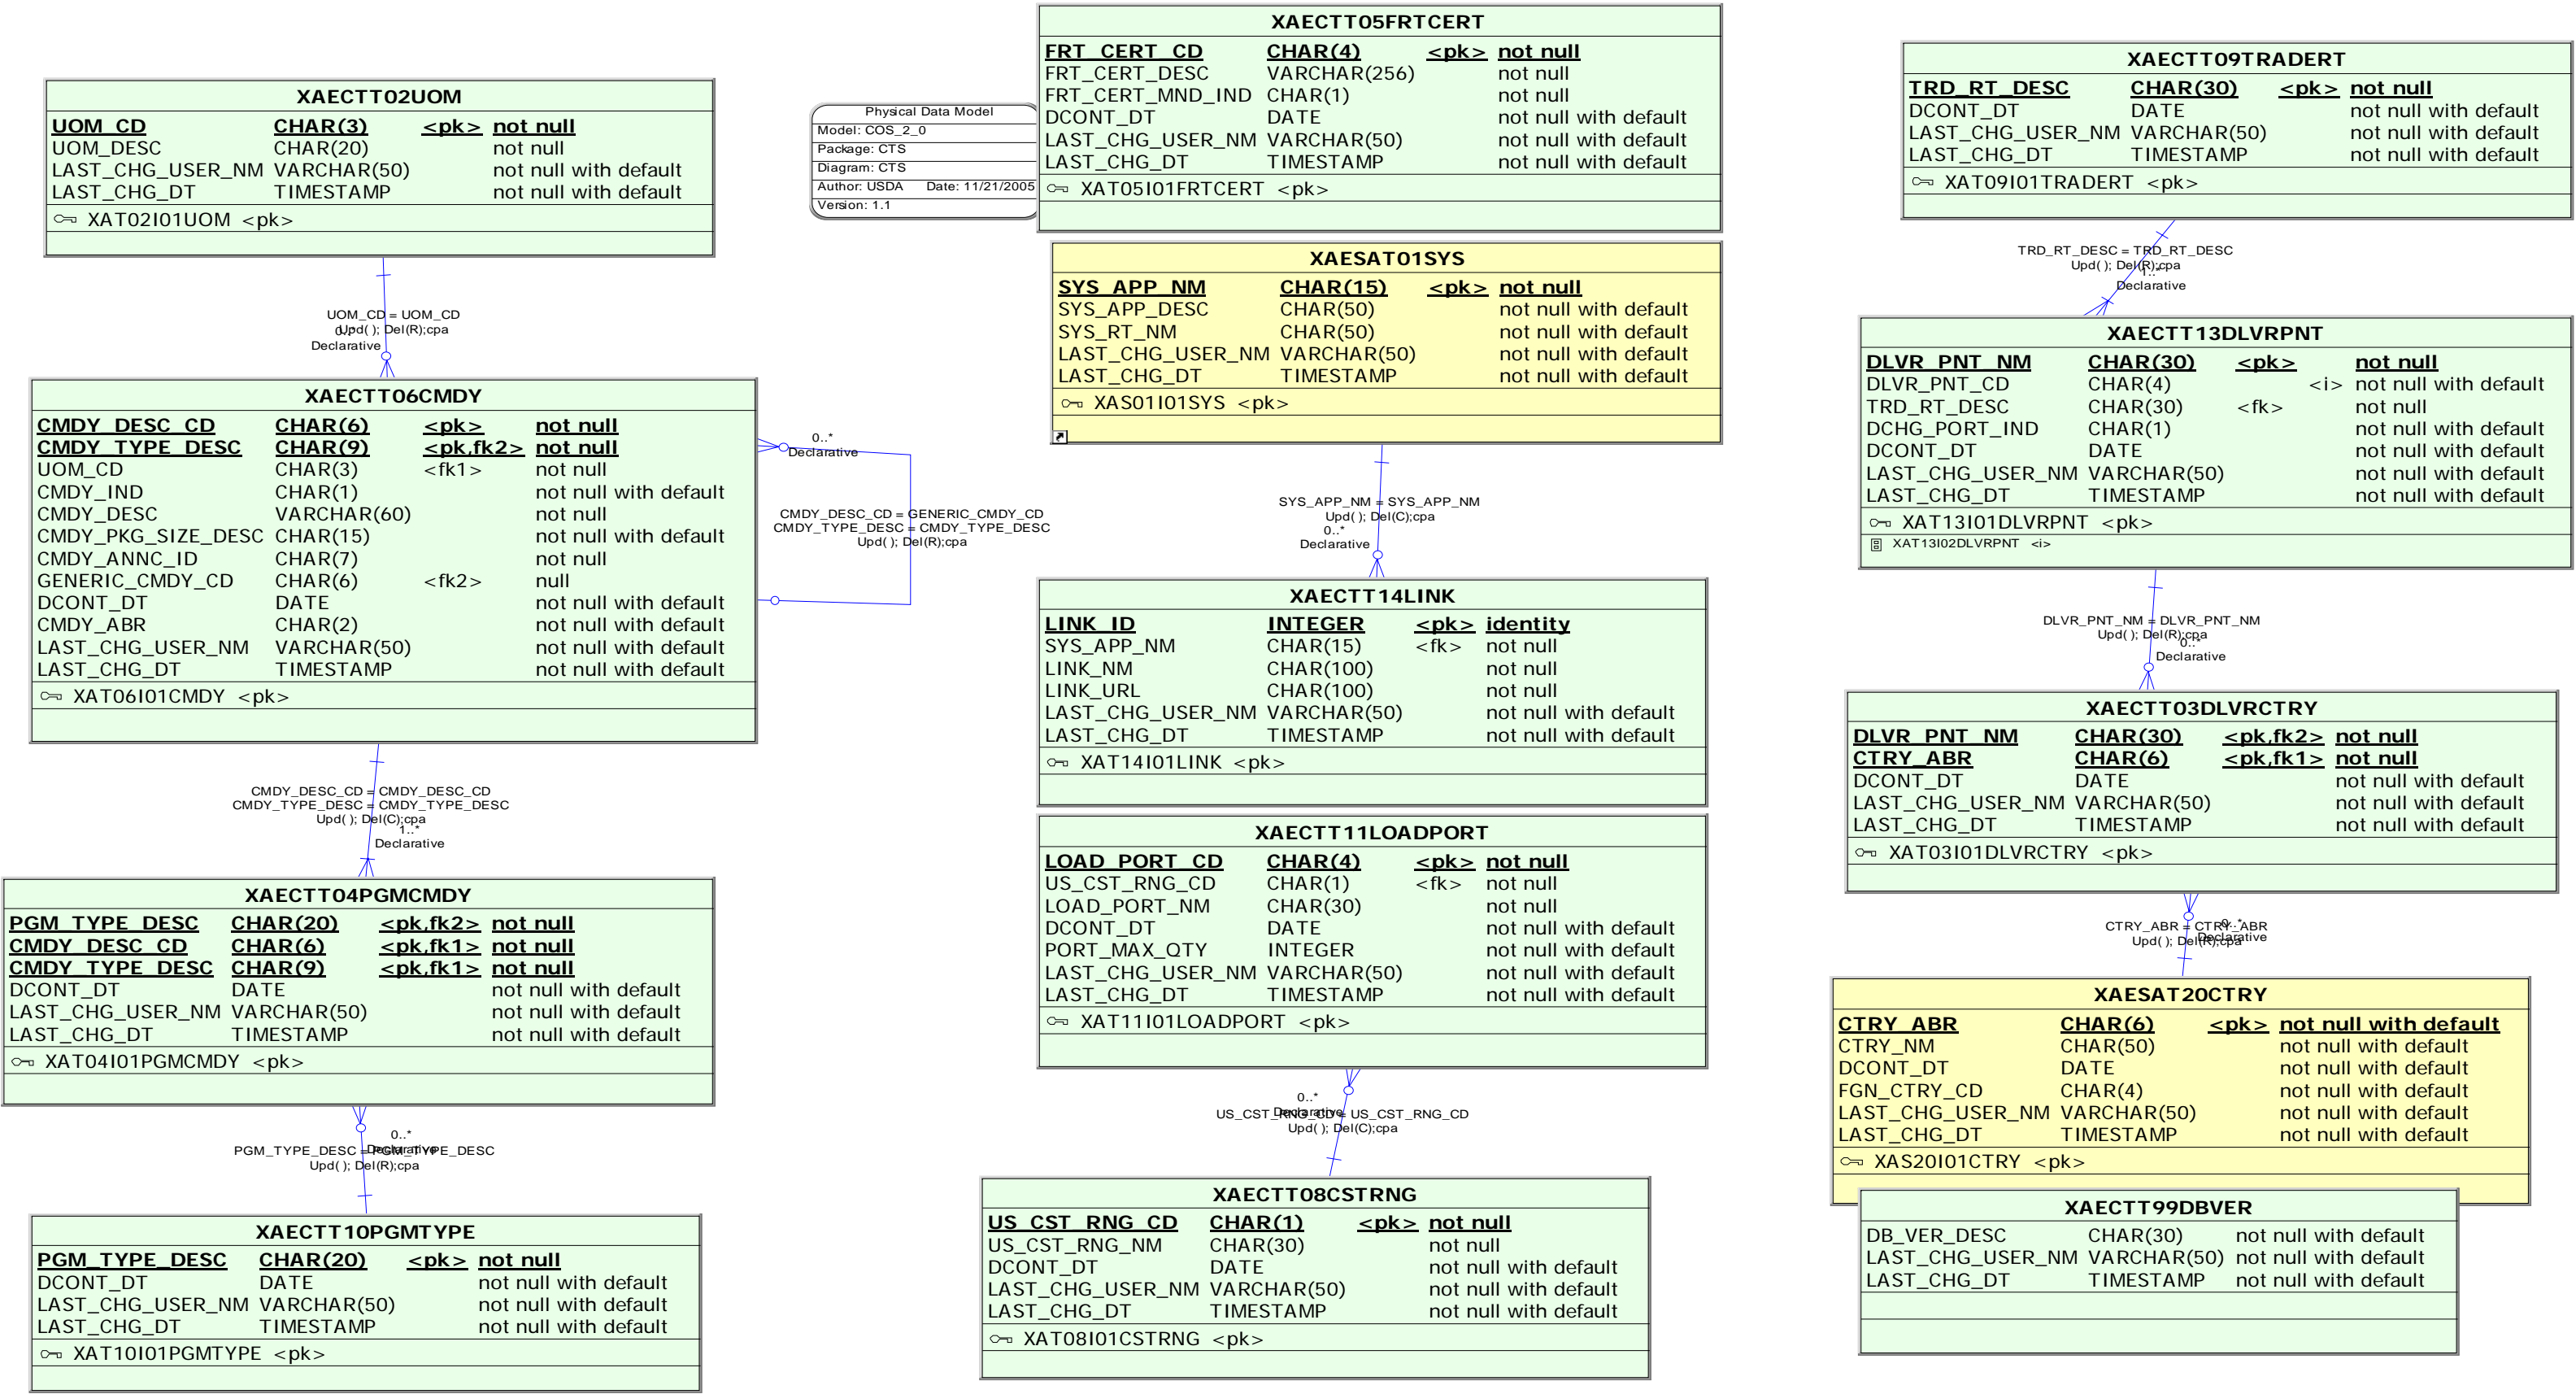 XAECTT02UOM
UOM_CD CHAR(3) <pk> not null
UOM_DESC CHAR(20) not null
LAST_CHG_USER_NM VARCHAR(50) not null with default
LAST_CHG_DT TIMESTAMP not null with default
XAT02I01UOM <pk>
UOM_CD = UOM_CD
Upd( ); Del(R);cpa
0..*
Declarative
XAECTT06CMDY
CMDY_DESC_CD CHAR(6) <pk> not null
CMDY_TYPE_DESC CHAR(9) <pk,fk2> not null
UOM_CD CHAR(3) <fk1> not null
CMDY_IND CHAR(1) not null with default
CMDY_DESC VARCHAR(60) not null
CMDY_PKG_SIZE_DESC CHAR(15) not null with default
CMDY_ANNC_ID CHAR(7) not null
GENERIC_CMDY_CD CHAR(6) <fk2> null
DCONT_DT DATE not null with default
CMDY_ABR CHAR(2) not null with default
LAST_CHG_USER_NM VARCHAR(50) not null with default
LAST_CHG_DT TIMESTAMP not null with default
XAT06I01CMDY <pk>
0..*
Declarative
CMDY_DESC_CD = GENERIC_CMDY_CD
CMDY_TYPE_DESC = CMDY_TYPE_DESC
Upd( ); Del(R);cpa
CMDY_DESC_CD = CMDY_DESC_CD
CMDY_TYPE_DESC = CMDY_TYPE_DESC
Upd( ); Del(C);cpa
1..*
Declarative
XAECTT04PGMCMDY
PGM_TYPE_DESC CHAR(20) <pk,fk2> not null
CMDY_DESC_CD CHAR(6) <pk,fk1> not null
CMDY_TYPE_DESC CHAR(9) <pk,fk1> not null
DCONT_DT DATE not null with default
LAST_CHG_USER_NM VARCHAR(50) not null with default
LAST_CHG_DT TIMESTAMP not null with default
XAT04I01PGMCMDY <pk>
0..*
Declarative
PGM_TYPE_DESC = PGM_TYPE_DESC
Upd( ); Del(R);cpa
XAECTT10PGMTYPE
PGM_TYPE_DESC CHAR(20) <pk> not null
DCONT_DT DATE not null with default
LAST_CHG_USER_NM VARCHAR(50) not null with default
LAST_CHG_DT TIMESTAMP not null with default
XAT10I01PGMTYPE <pk>
Physical Data Model
Model: COS_2_0
Package: CTS
Diagram: CTS
Author: USDA Date: 11/21/2005
Version: 1.1
XAECTT05FRTCERT
FRT_CERT_CD CHAR(4) <pk> not null
FRT_CERT_DESC VARCHAR(256) not null
FRT_CERT_MND_IND CHAR(1) not null
DCONT_DT DATE not null with default
LAST_CHG_USER_NM VARCHAR(50) not null with default
LAST_CHG_DT TIMESTAMP not null with default
XAT05I01FRTCERT <pk>
XAESAT01SYS
SYS_APP_NM CHAR(15) <pk> not null
SYS_APP_DESC CHAR(50) not null with default
SYS_RT_NM CHAR(50) not null with default
LAST_CHG_USER_NM VARCHAR(50) not null with default
LAST_CHG_DT TIMESTAMP not null with default
XAS01I01SYS <pk>
SYS_APP_NM = SYS_APP_NM
Upd( ); Del(C);cpa
0..*
Declarative
XAECTT14LINK
LINK_ID INTEGER <pk> identity
SYS_APP_NM CHAR(15) <fk> not null
LINK_NM CHAR(100) not null
LINK_URL CHAR(100) not null
LAST_CHG_USER_NM VARCHAR(50) not null with default
LAST_CHG_DT TIMESTAMP not null with default
XAT14I01LINK <pk>
XAECTT11LOADPORT
LOAD_PORT_CD CHAR(4) <pk> not null
US_CST_RNG_CD CHAR(1) <fk> not null
LOAD_PORT_NM CHAR(30) not null
DCONT_DT DATE not null with default
PORT_MAX_QTY INTEGER not null with default
LAST_CHG_USER_NM VARCHAR(50) not null with default
LAST_CHG_DT TIMESTAMP not null with default
XAT11I01LOADPORT <pk>
0..*
Declarative
US_CST_RNG_CD = US_CST_RNG_CD
Upd( ); Del(C);cpa
XAECTT08CSTRNG
US_CST_RNG_CD CHAR(1) <pk> not null
US_CST_RNG_NM CHAR(30) not null
DCONT_DT DATE not null with default
LAST_CHG_USER_NM VARCHAR(50) not null with default
LAST_CHG_DT TIMESTAMP not null with default
XAT08I01CSTRNG <pk>
XAECTT09TRADERT
TRD_RT_DESC CHAR(30) <pk> not null
DCONT_DT DATE not null with default
LAST_CHG_USER_NM VARCHAR(50) not null with default
LAST_CHG_DT TIMESTAMP not null with default
XAT09I01TRADERT <pk>
TRD_RT_DESC = TRD_RT_DESC
Upd( ); Del(R);cpa
1..*
Declarative
XAECTT13DLVRPNT
DLVR_PNT_NM CHAR(30) <pk> not null
DLVR_PNT_CD CHAR(4) <i> not null with default
TRD_RT_DESC CHAR(30) <fk> not null
DCHG_PORT_IND CHAR(1) not null with default
DCONT_DT DATE not null with default
LAST_CHG_USER_NM VARCHAR(50) not null with default
LAST_CHG_DT TIMESTAMP not null with default
XAT13I01DLVRPNT <pk>
XAT13I02DLVRPNT <i>
DLVR_PNT_NM = DLVR_PNT_NM
Upd( ); Del(R);cpa
0..*
Declarative
XAECTT03DLVRCTRY
DLVR_PNT_NM CHAR(30) <pk,fk2> not null
CTRY_ABR CHAR(6) <pk,fk1> not null
DCONT_DT DATE not null with default
LAST_CHG_USER_NM VARCHAR(50) not null with default
LAST_CHG_DT TIMESTAMP not null with default
XAT03I01DLVRCTRY <pk>
0..*
Declarative
CTRY_ABR = CTRY_ABR
Upd( ); Del(R);cpa
XAESAT20CTRY
CTRY_ABR CHAR(6) <pk> not null with default
CTRY_NM CHAR(50) not null with default
DCONT_DT DATE not null with default
FGN_CTRY_CD CHAR(4) not null with default
LAST_CHG_USER_NM VARCHAR(50) not null with default
LAST_CHG_DT TIMESTAMP not null with default
XAS20I01CTRY <pk>
XAECTT99DBVER
DB_VER_DESC CHAR(30) not null with default
LAST_CHG_USER_NM VARCHAR(50) not null with default
LAST_CHG_DT TIMESTAMP not null with default